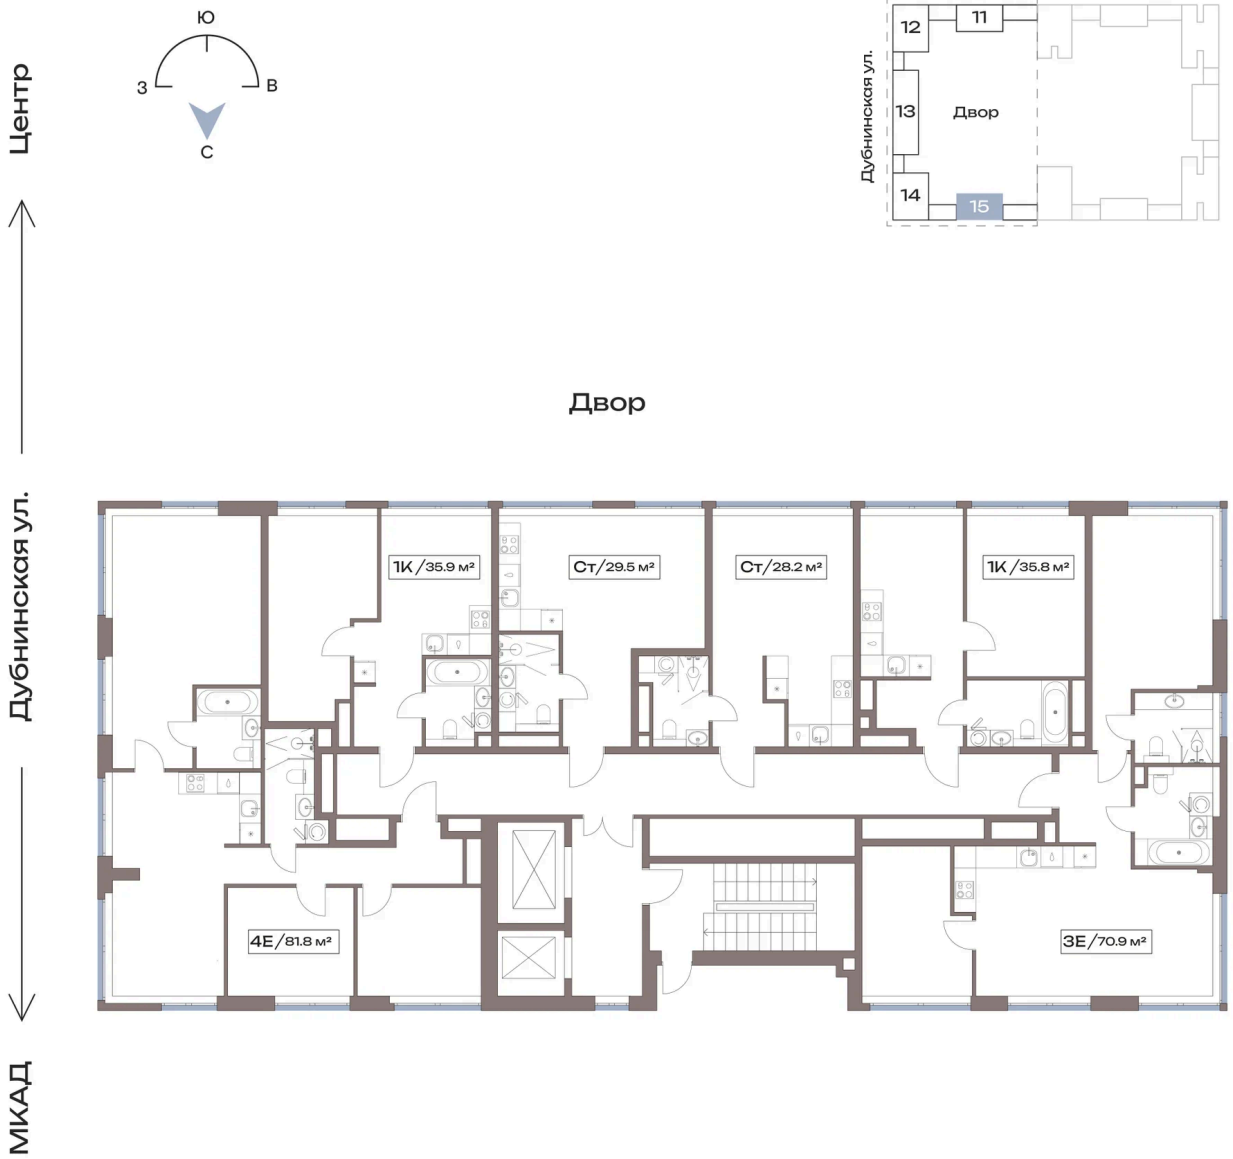 Ю
З
В
С
Центр
Дубнинская ул.
МКАД
Дубнинская ул.
12
11
13
Двор
14
15
Двор
1К / 35.9 м²
Ст / 29.5 м²
Ст / 28.2 м²
1К / 35.8 м²
4Е / 81.8 м²
3Е / 70.9 м²